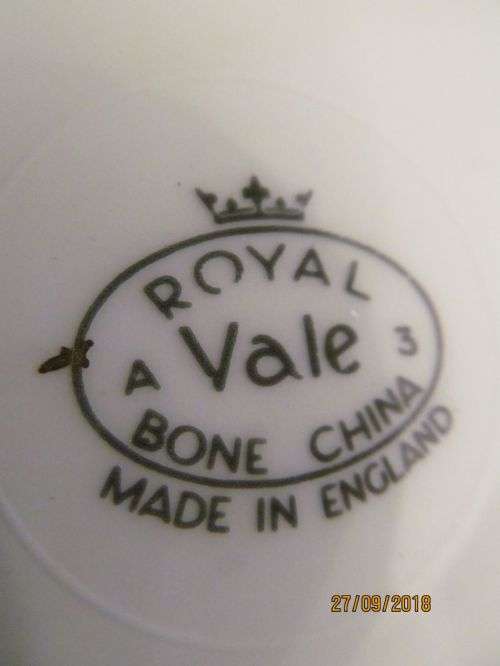 ROYAL
A Vale 3
BONE CHINA
MADE IN ENGLAND
27/09/2018